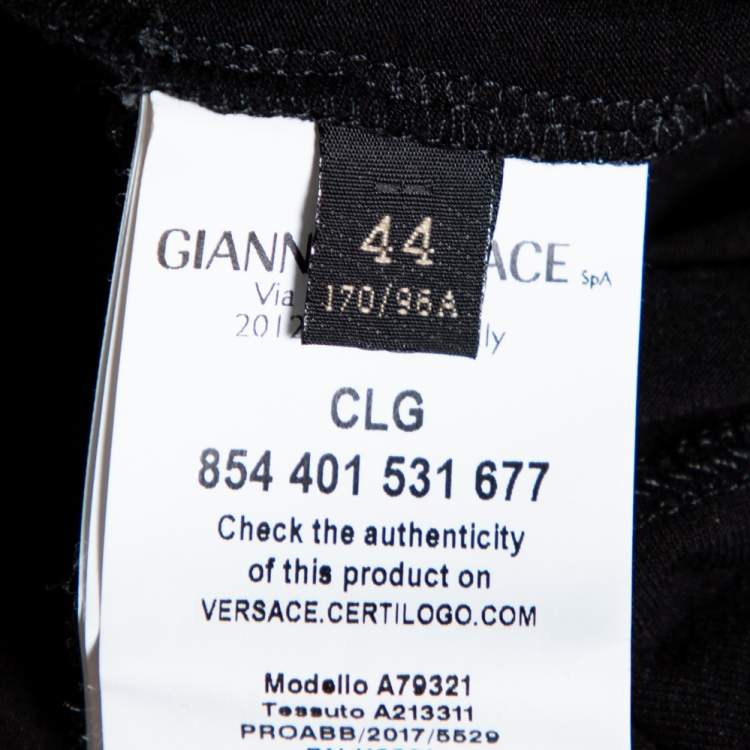 44
170/96A
GIANN ACE SpA
Via
2012 ly
CLG
854 401 531 677
Check the authenticity
of this product on
VERSACE.CERTILOGO.COM
Modello A79321
Tessuto A213311
PROABB/2017/5529